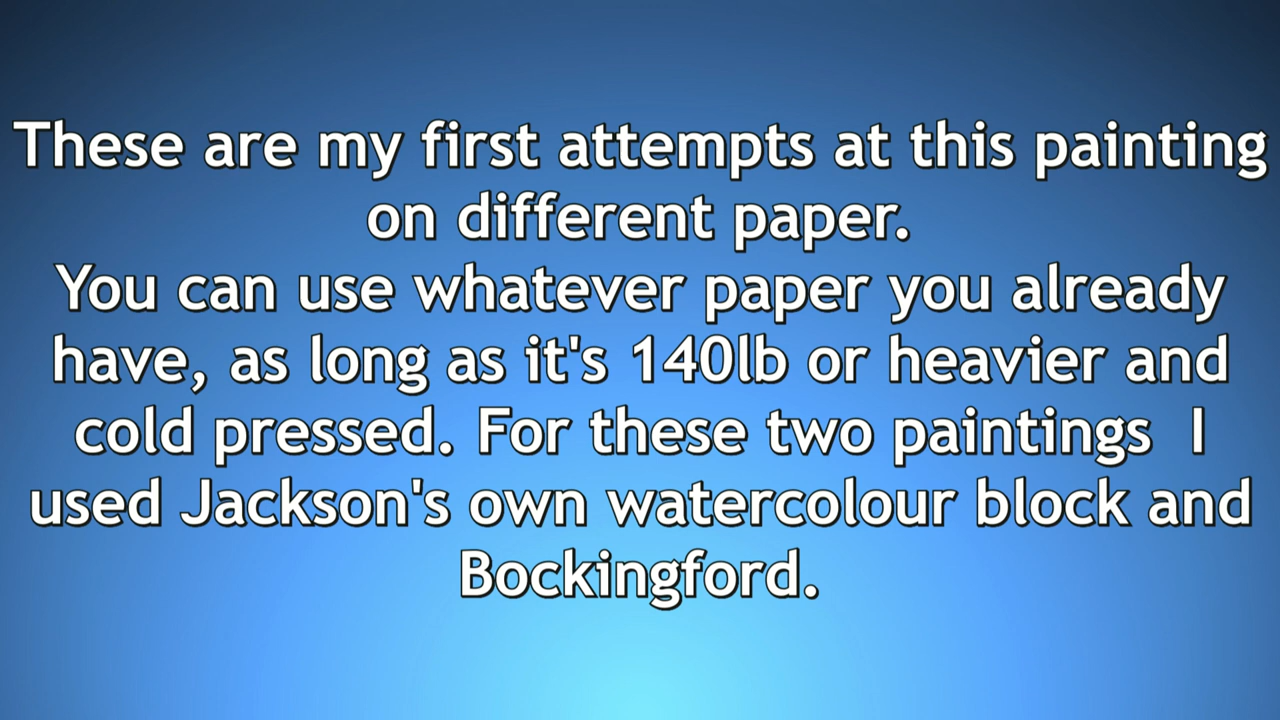 These are my first attempts at this painting
on different paper.
You can use whatever paper you already
have, as long as it's 140lb or heavier and
cold pressed. For these two paintings  I
used Jackson's own watercolour block and
Bockingford.